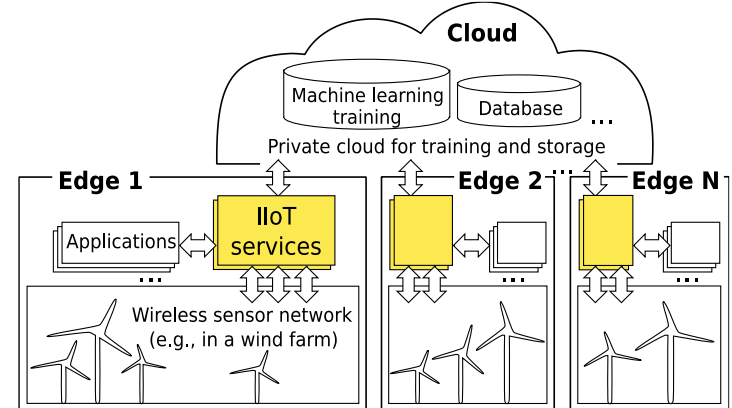 Cloud
Machine learning
training
Database
...
Private cloud for training and storage
...
Edge 1
Edge 2
Edge N
IIoT
services
Applications
...
...
...
Wireless sensor network
(e.g., in a wind farm)